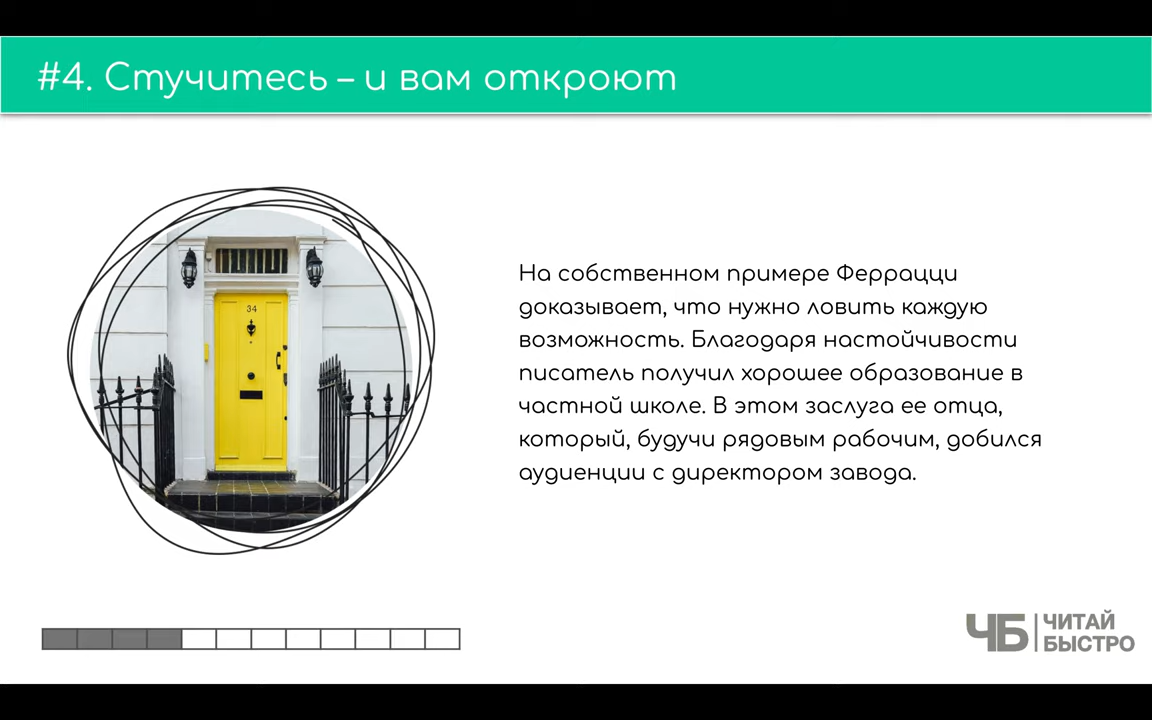 #4. Стучитесь – и вам откроют
34
На собственном примере Феррацци
доказывает, что нужно ловить каждую
возможность. Благодаря настойчивости
писатель получил хорошее образование в
частной школе. В этом заслуга ее отца,
который, будучи рядовым рабочим, добился
аудиенции с директором завода.
ЧБ
ЧИТАЙ
БЫСТРО